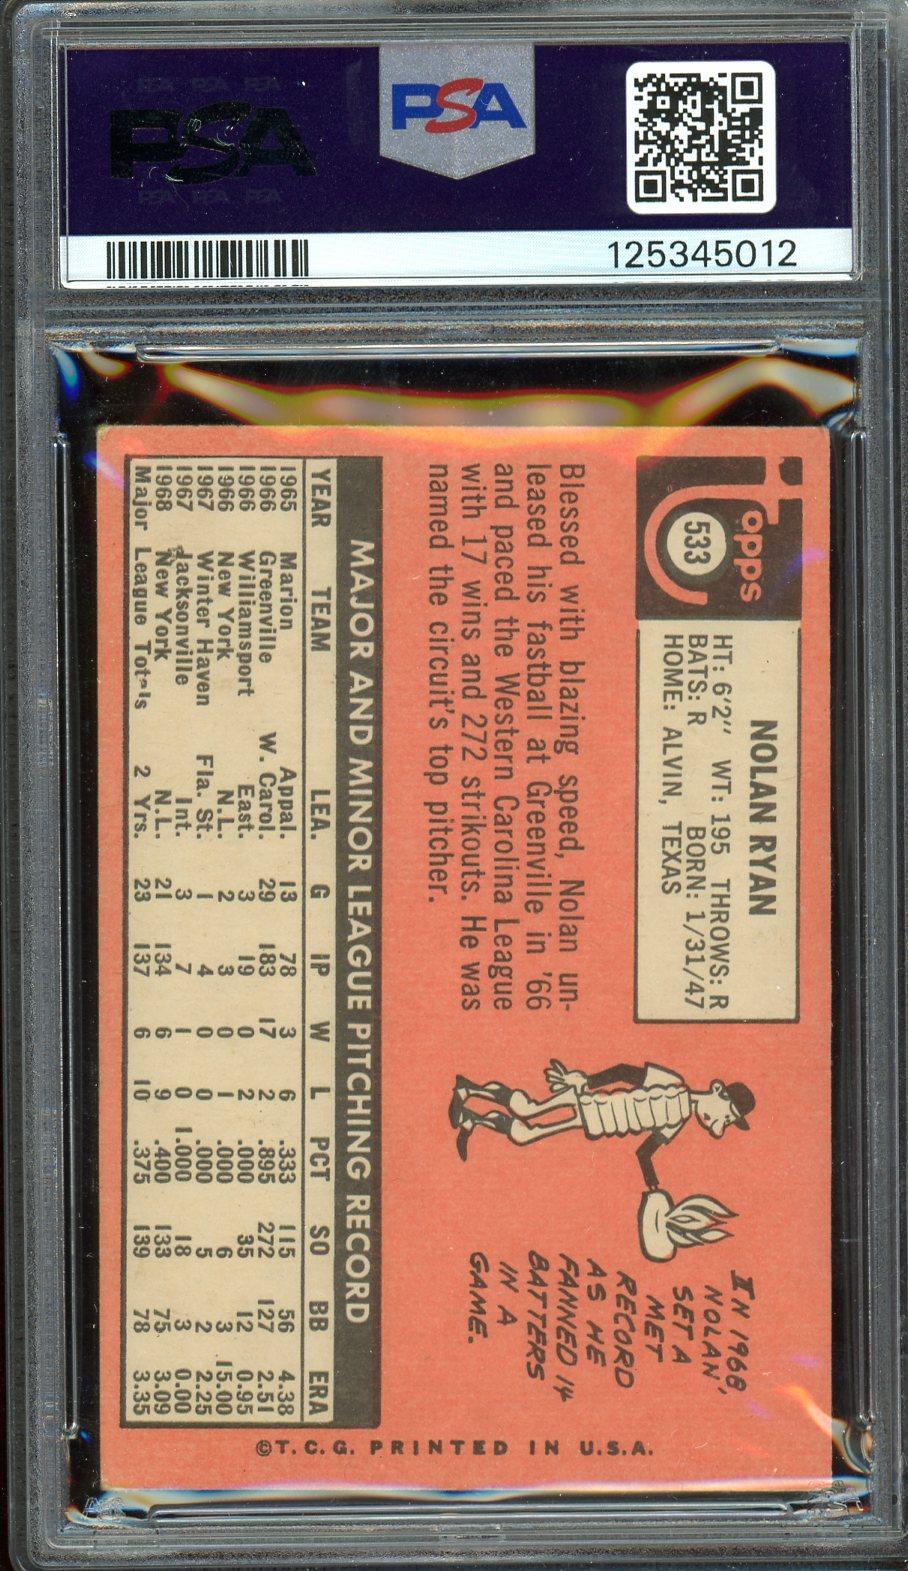 PSA
PSA
125345012
Topps
533
NOLAN RYAN
HT: 6'2" WT: 195 THROWS: R
BATS: R BORN: 1/31/47
HOME: ALVIN, TEXAS
Blessed with blazing speed, Nolan un-
leased his fastball at Greenville in '66
and paced the Western Carolina League
with 17 wins and 272 strikouts. He was
named the circuit's top pitcher.
IN 1968
NOLAN,
SET A
MET
RECORD
AS HE
FANNED 14
BATTERS
IN A
GAME.
MAJOR AND MINOR LEAGUE PITCHING RECORD
YEAR TEAM LEA. G IP W L PCT SO BB ERA
1965 Marion Appal. 13 78 3 6 .333 115 56 4.38
1966 Greenville W. Carol. 29 183 17 2 .895 272 127 2.51
1966 Williamsport East. 3 19 0 2 .000 35 12 0.95
1966 New York N.L. 2 3 0 1 .000 6 3 15.00
1967 Winter Haven Fla. St. 1 4 0 0 .000 5 2 2.25
1967 Jacksonville Int. 3 7 1 0 1.000 18 3 0.00
1968 New York N.L. 21 134 6 9 .400 133 75 3.09
Major League Totals 2 Yrs. 23 137 6 10 .375 139 78 3.35
©T.C.G. PRINTED IN U.S.A.